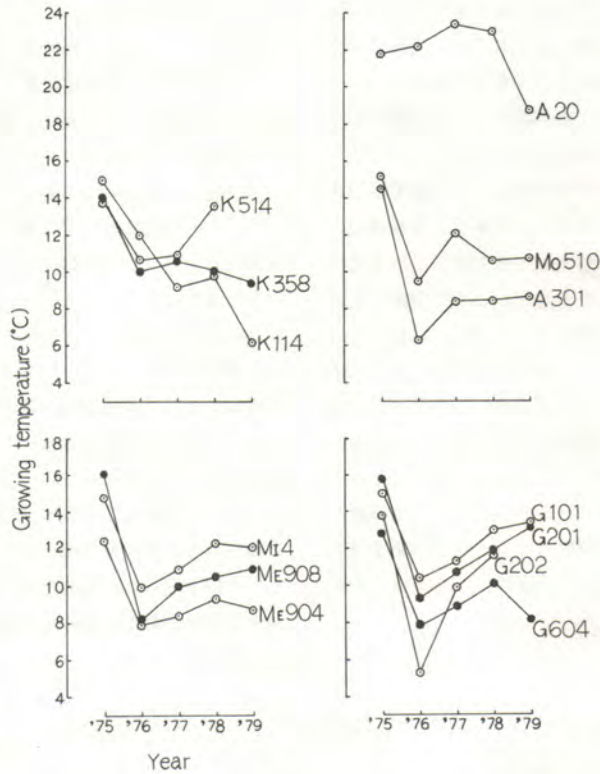 24
22
20
18
16
14
12
10
8
6
4
K514
K358
K114
A20
Mo510
A301
Growing temperature (°C)
18
16
14
12
10
8
6
4
MI4
ME908
ME904
G101
G201
G202
G604
'75 '76 '77 '78 '79
'75 '76 '77 '78 '79
Year